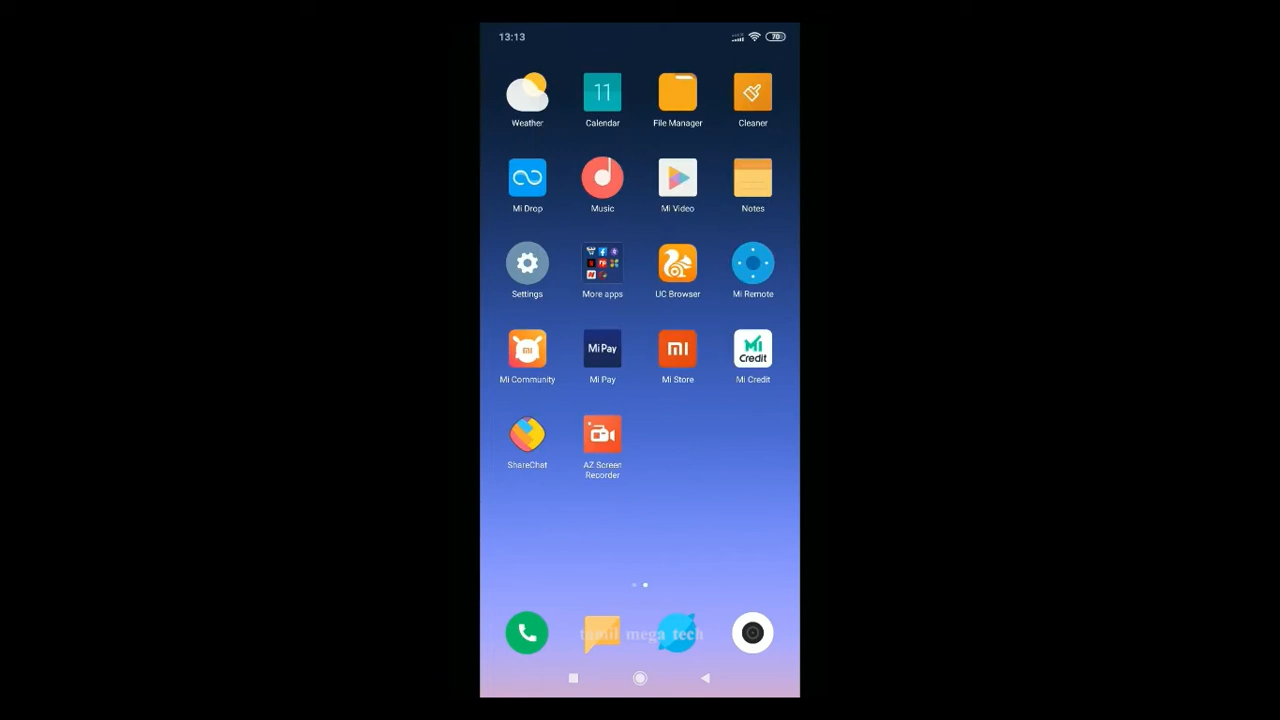 13:13
70
11
Weather
Calendar
File Manager
Cleaner
Mi Drop
Music
Mi Video
Notes
Settings
More apps
UC Browser
Mi Remote
Mi Pay
Mi
Credit
Mi Community
Mi Pay
Mi Store
Mi Credit
ShareChat
AZ Screen
Recorder
tamil mega tech